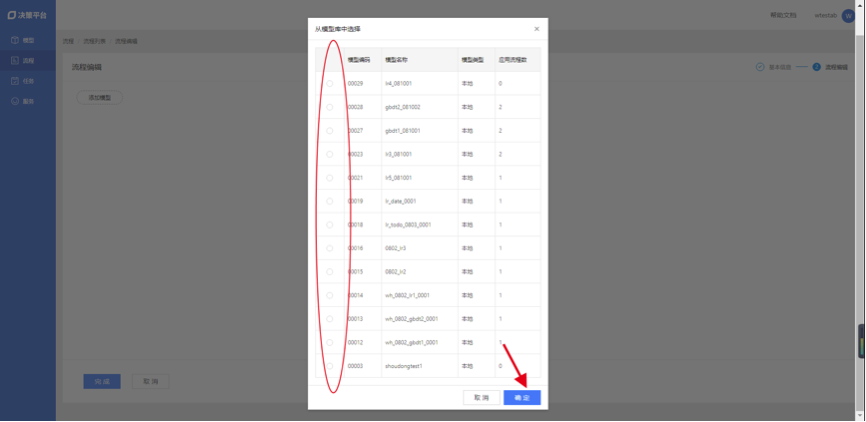 决策平台
帮助文档 sitestab W
模型
流程
任务
服务
流程 / 流程列表 / 流程编辑
流程编辑
基本信息 2 流程编辑
添加模型
从模型库中选择 ×
模型编码 模型名称 模型类型 应用流程数
00029 lr4_081001 本地 0
00028 gbdt2_081002 本地 2
00027 gbdt1_081001 本地 2
00023 lr3_081001 本地 2
00021 lr5_081001 本地 1
00019 lr_data_0001 本地 1
00018 lr_todo_0803_0001 本地 1
00016 0802_lr3 本地 1
00015 0802_lr2 本地 1
00014 wh_0802_lr1_0001 本地 1
00013 wh_0802_gbdt2_0001 本地 1
00012 wh_0802_gbdt1_0001 本地 1
00003 shoudongtest1 本地 0
取 消 确 定
完 成 取 消